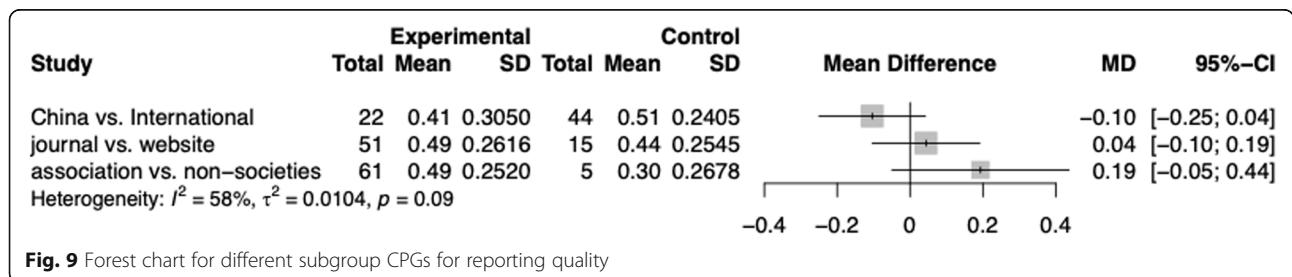 Experimental Control
Study Total Mean SD Total Mean SD Mean Difference MD 95%−CI
China vs. International 22 0.41 0.3050 44 0.51 0.2405 −0.10 [−0.25; 0.04]
journal vs. website 51 0.49 0.2616 15 0.44 0.2545 0.04 [−0.10; 0.19]
association vs. non−societies 61 0.49 0.2520 5 0.30 0.2678 0.19 [−0.05; 0.44]
Heterogeneity: I² = 58%, τ² = 0.0104, p = 0.09
−0.4 −0.2 0 0.2 0.4
Fig. 9 Forest chart for different subgroup CPGs for reporting quality